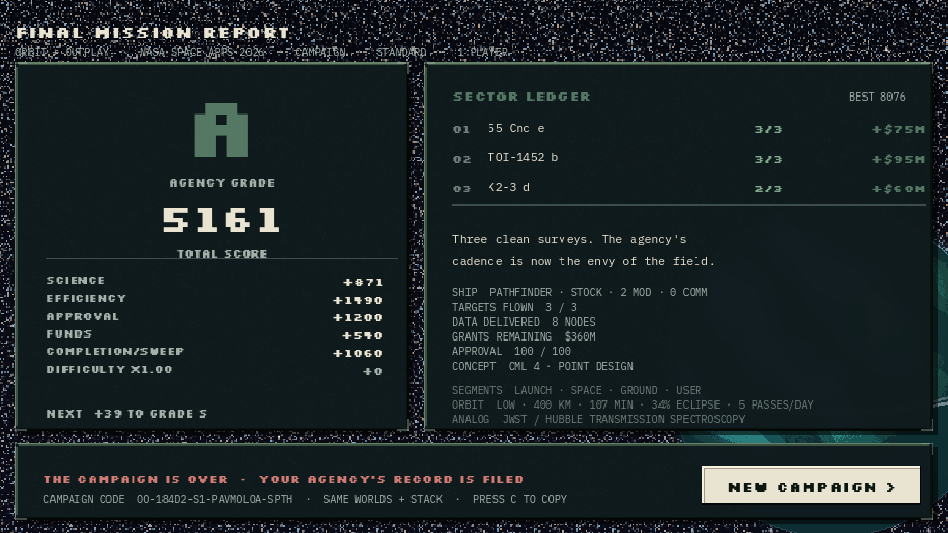 FINAL MISSION REPORT
ORBIT OUTPLAY · NASA SPACE APPS 2026 · CAMPAIGN · STANDARD · 1 PLAYER
A
AGENCY GRADE
5161
TOTAL SCORE
SCIENCE +871
EFFICIENCY +1490
APPROVAL +1200
FUNDS +540
COMPLETION/SWEEP +1060
DIFFICULTY X1.00 +0
NEXT +39 TO GRADE S
SECTOR LEDGER BEST 8076
01 55 Cnc e 3/3 +$75M
02 TOI-1452 b 3/3 +$95M
03 K2-3 d 2/3 +$60M
Three clean surveys. The agency's
cadence is now the envy of the field.
SHIP PATHFINDER · STOCK · 2 MOD · 0 COMM
TARGETS FLOWN 3 / 3
DATA DELIVERED 8 NODES
GRANTS REMAINING $360M
APPROVAL 100 / 100
CONCEPT CML 4 - POINT DESIGN
SEGMENTS LAUNCH · SPACE · GROUND · USER
ORBIT LOW · 400 KM · 107 MIN · 34% ECLIPSE · 5 PASSES/DAY
ANALOG JWST / HUBBLE TRANSMISSION SPECTROSCOPY
THE CAMPAIGN IS OVER · YOUR AGENCY'S RECORD IS FILED
CAMPAIGN CODE OO-184D2-S1-PAVMOLQA-SPTH · SAME WORLDS + STACK · PRESS C TO COPY
NEW CAMPAIGN >